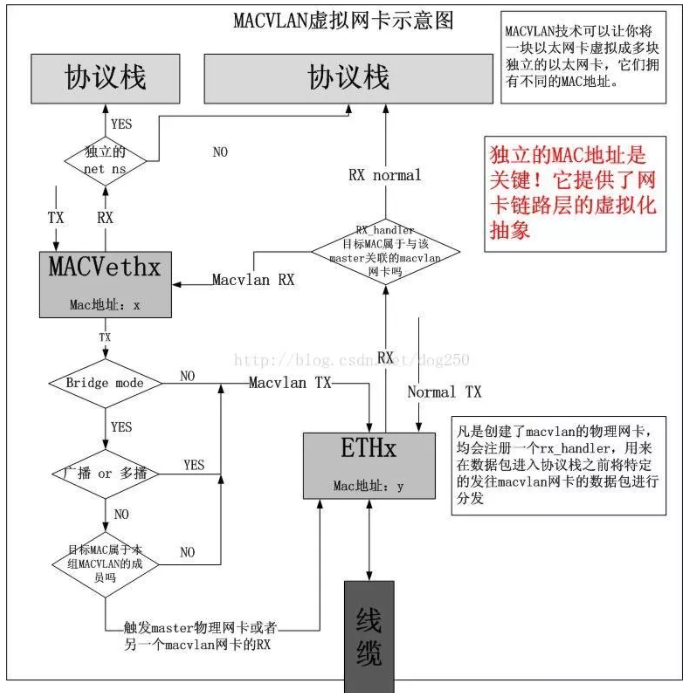 MACVLAN虚拟网卡示意图
MACVLAN技术可以让你将
一块以太网卡虚拟成多块
独立的以太网卡，它们拥
有不同的MAC地址。
协议栈
协议栈
YES
独立的
net ns
NO
独立的MAC地址是
关键！它提供了网
卡链路层的虚拟化
抽象
RX normal
TX
RX
RX_handler
目标MAC属于与该
master关联的macvlan
网卡吗
MACVethx
Mac地址：x
Macvlan RX
TX
RX
http://blog.csdn.net/dog250
Bridge mode
NO
Macvlan TX
Normal TX
YES
ETHx
Mac地址：y
凡是创建了macvlan的物理网卡，
均会注册一个rx_handler，用来
在数据包进入协议栈之前将特定
的发往macvlan网卡的数据包进行
分发
广播 or 多播
YES
NO
目标MAC属于本
组MACVLAN的成
员吗
NO
触发master物理网卡或者
另一个macvlan网卡的RX
线
缆